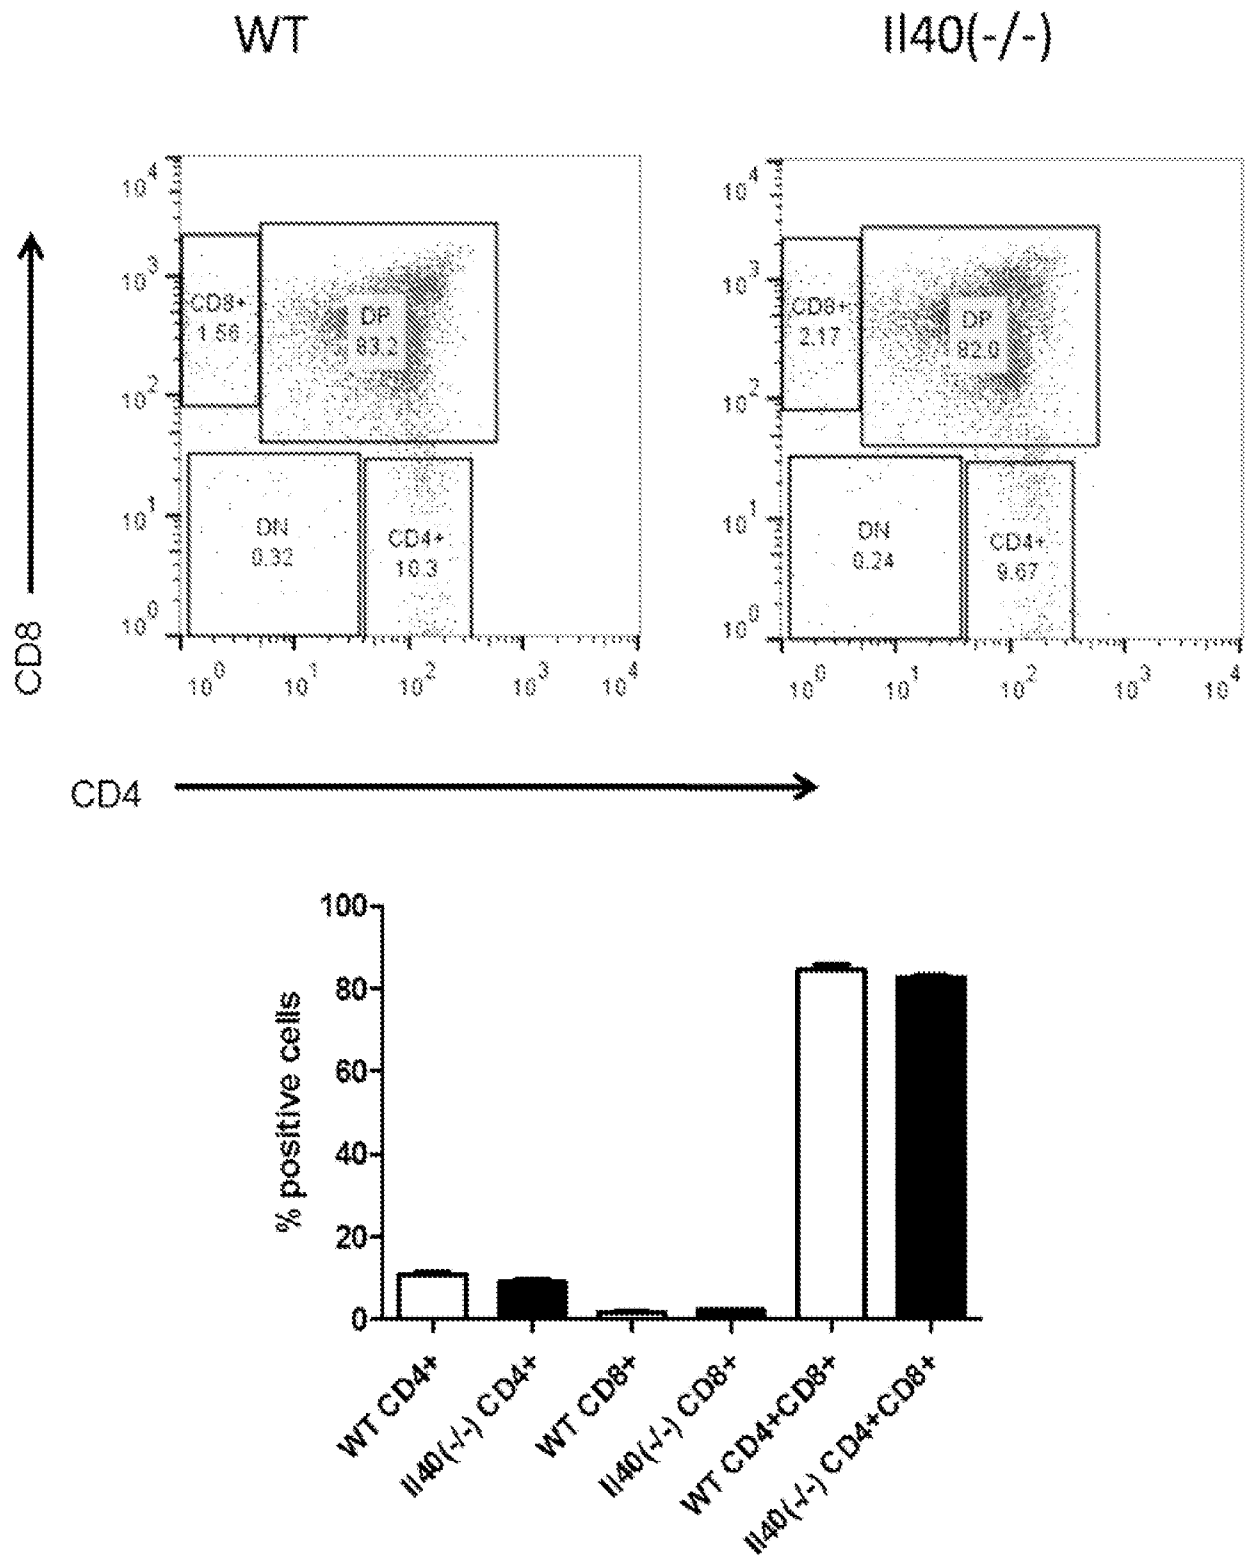 WT
Il40(-/-)
10^4
10^3
10^2
10^1
10^0
CD8+
1.56
DP
83.2
DN
0.32
CD4+
10.3
10^0
10^1
10^2
10^3
10^4
10^4
10^3
10^2
10^1
10^0
CD8+
2.17
DP
82.0
DN
0.24
CD4+
9.67
10^0
10^1
10^2
10^3
10^4
CD8
CD4
100
80
60
40
20
0
% positive cells
WT CD4+
Il40(-/-) CD4+
WT CD8+
Il40(-/-) CD8+
WT CD4+CD8+
Il40(-/-) CD4+CD8+